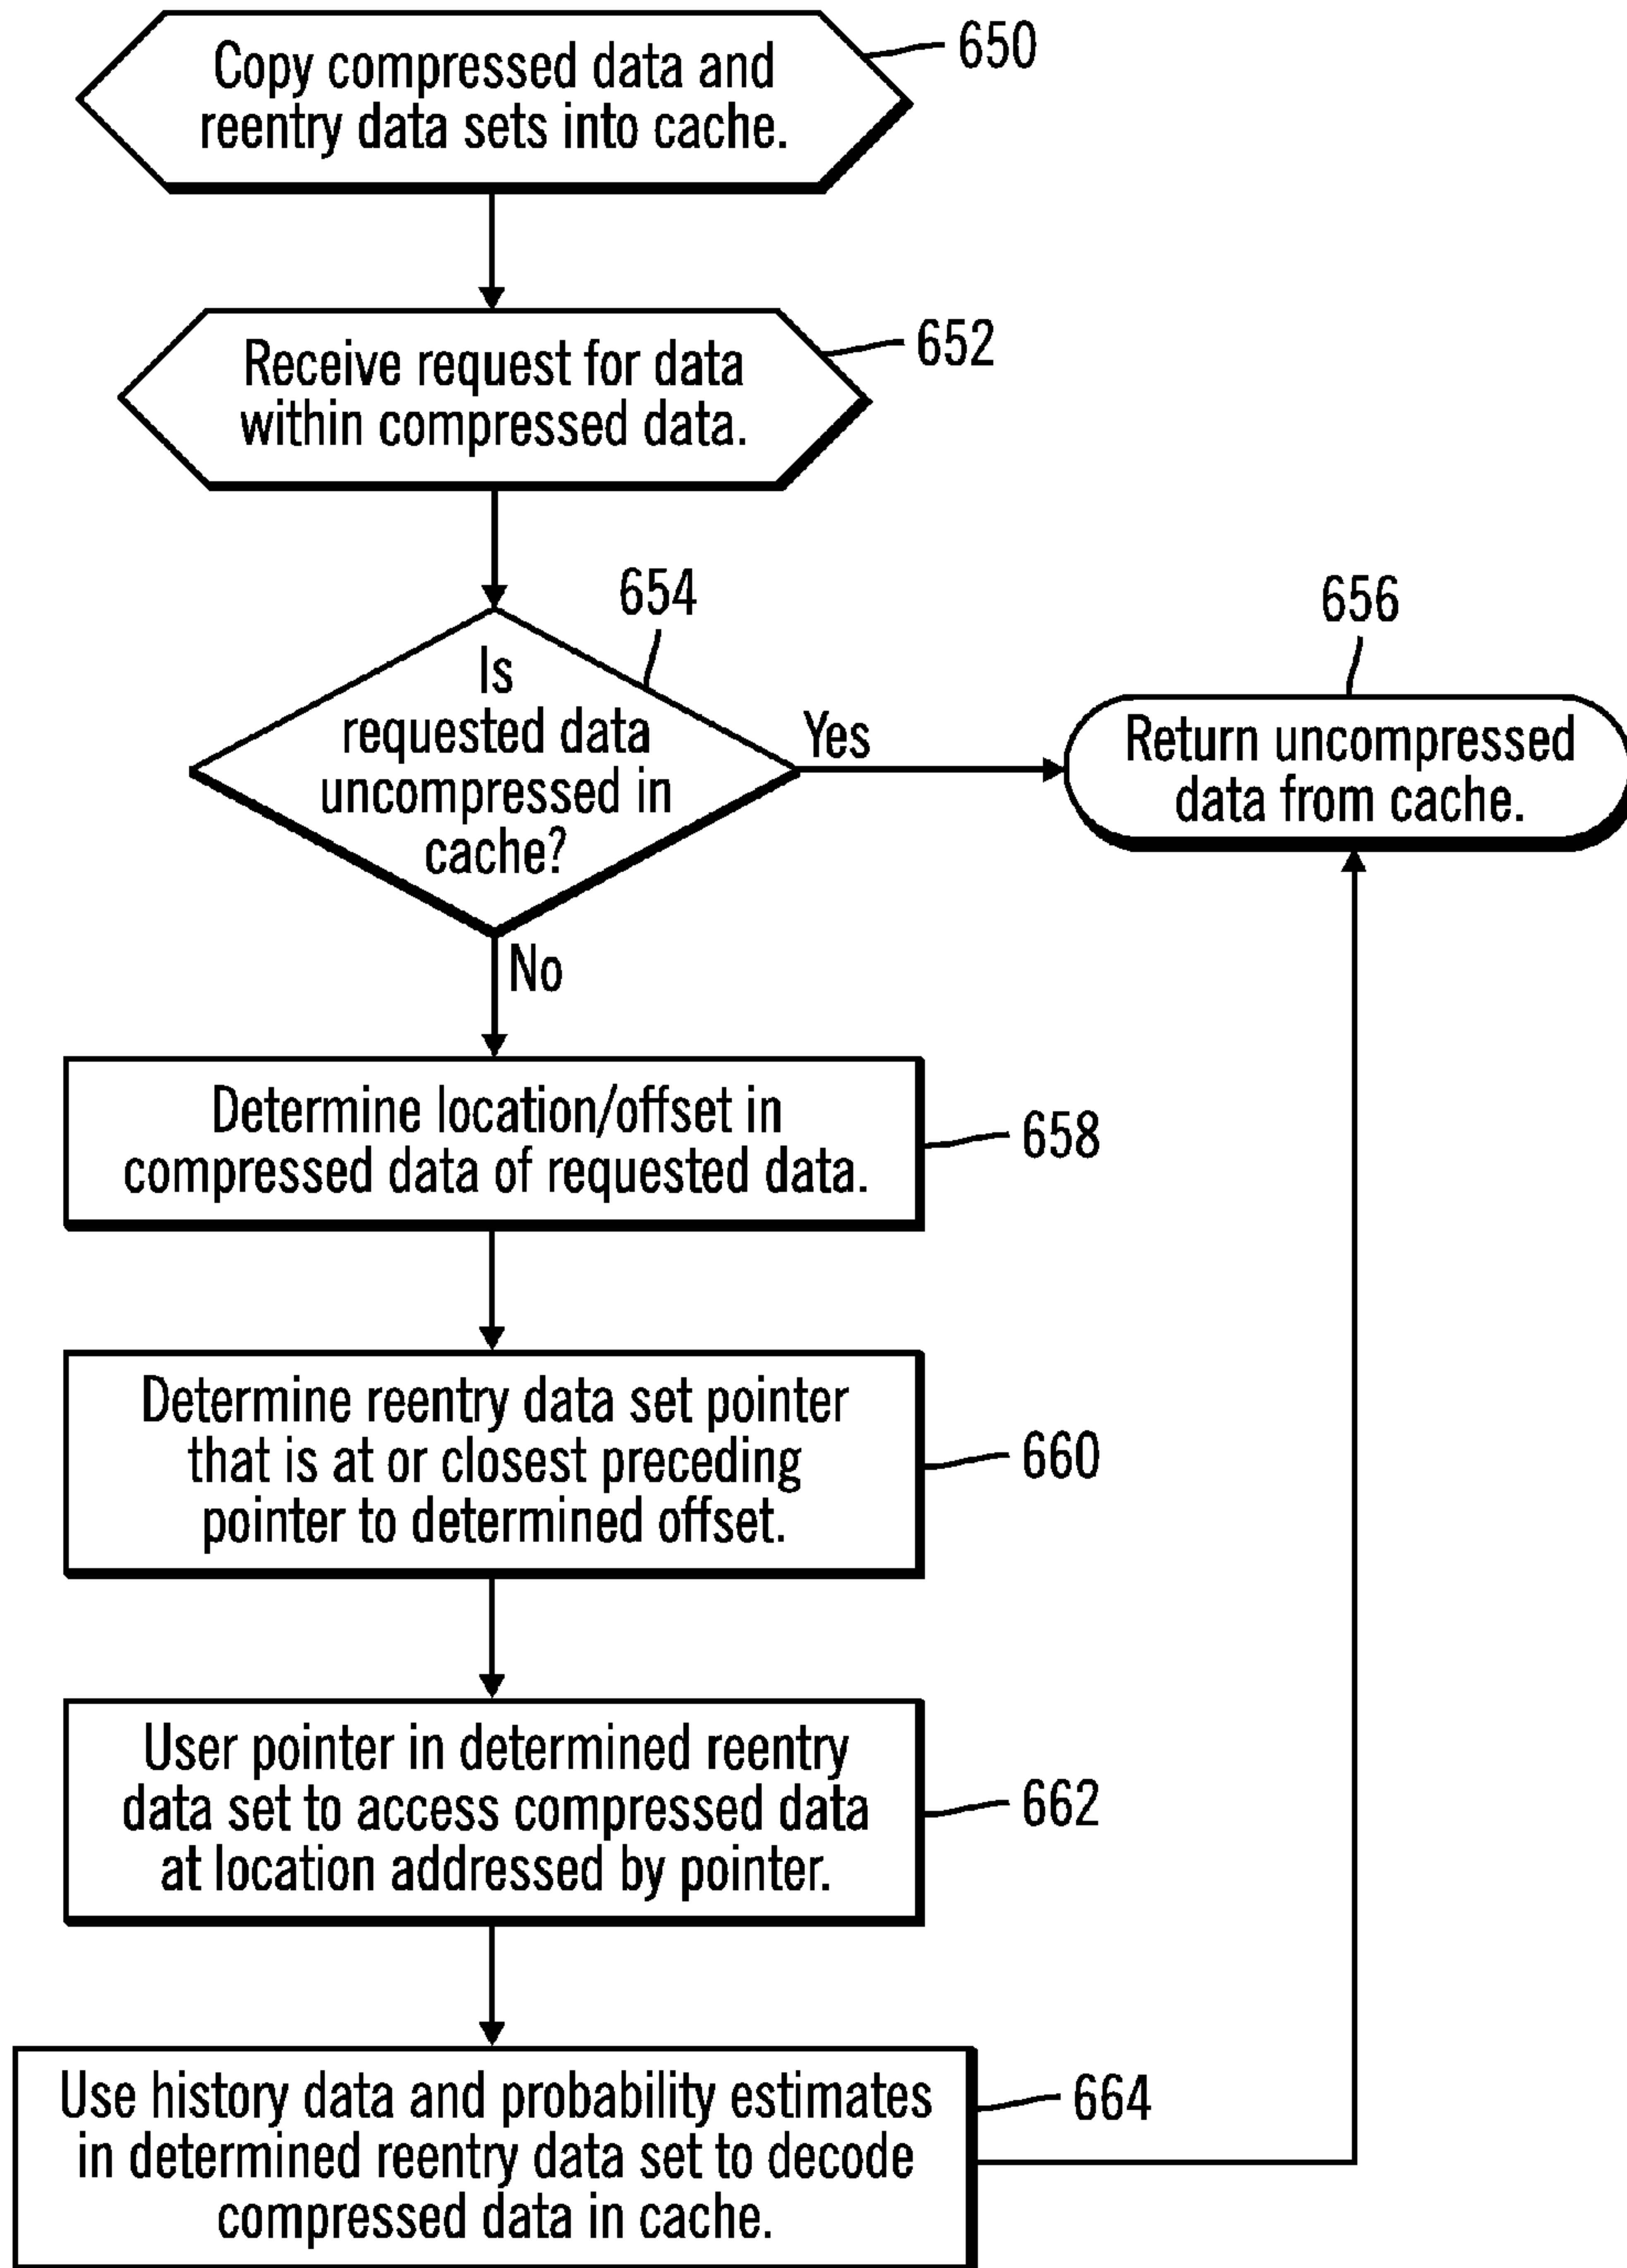 Copy compressed data and
reentry data sets into cache.
650
Receive request for data
within compressed data.
652
654
Is
requested data
uncompressed in
cache?
Yes
656
Return uncompressed
data from cache.
No
Determine location/offset in
compressed data of requested data.
658
Determine reentry data set pointer
that is at or closest preceding
pointer to determined offset.
660
User pointer in determined reentry
data set to access compressed data
at location addressed by pointer.
662
Use history data and probability estimates
in determined reentry data set to decode
compressed data in cache.
664